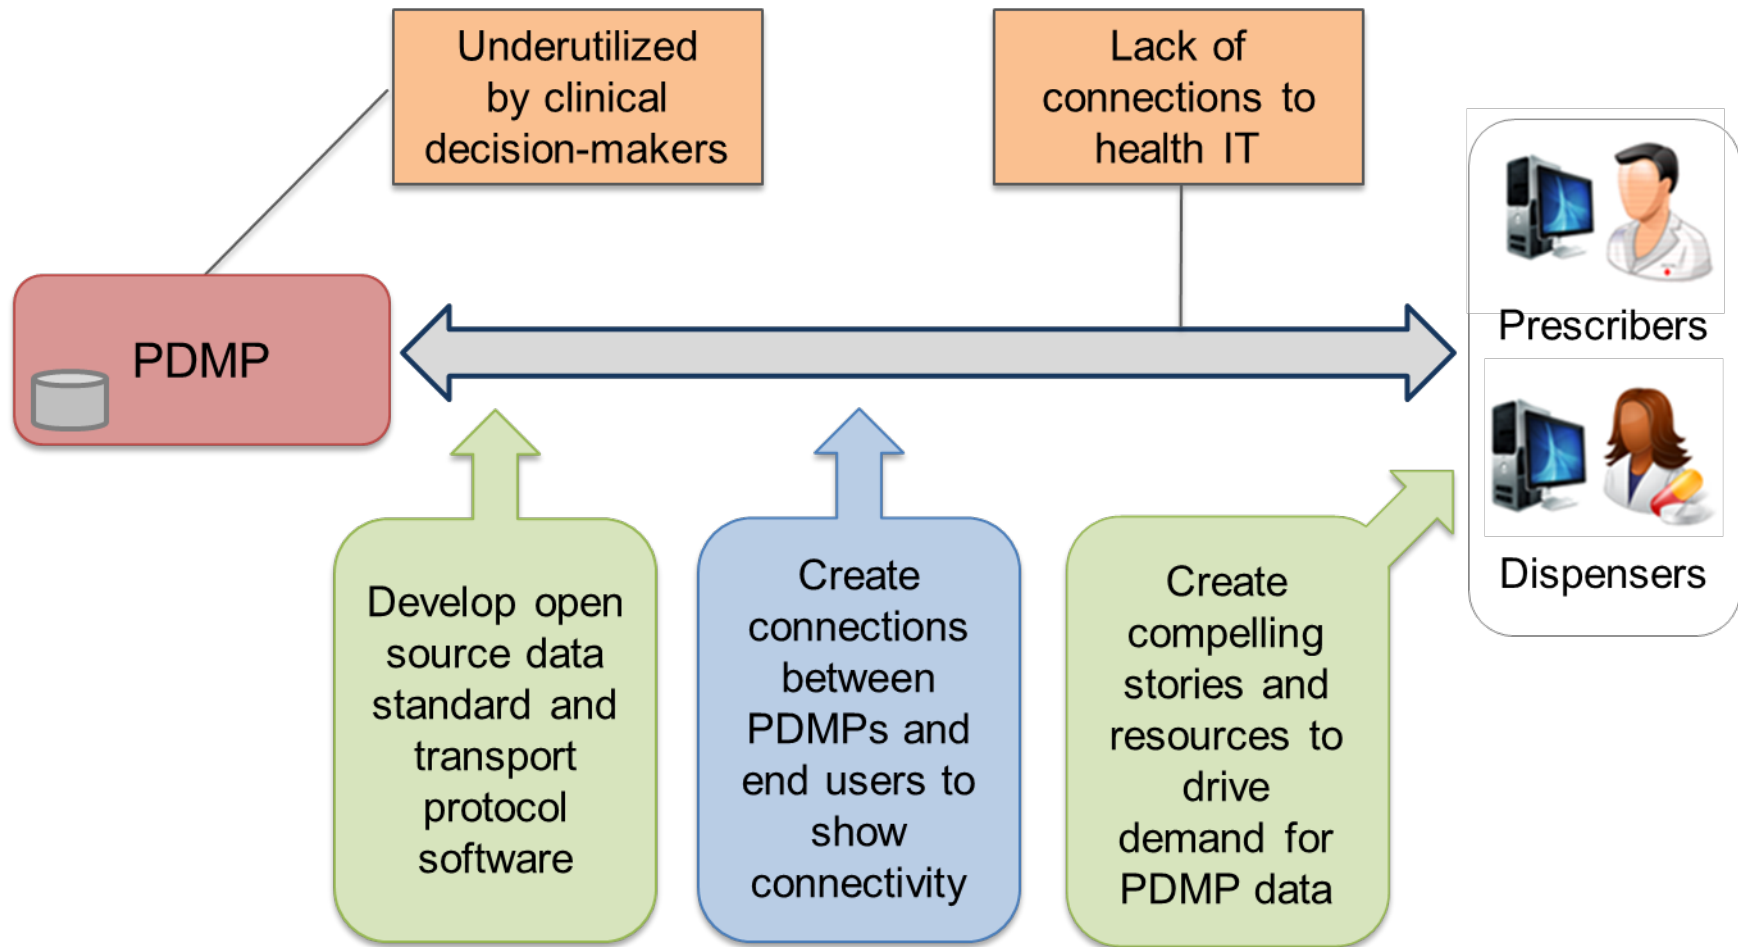 Underutilized
by clinical
decision-makers
Lack of
connections to
health IT
PDMP
Prescribers
Dispensers
Develop open
source data
standard and
transport
protocol
software
Create
connections
between
PDMPs and
end users to
show
connectivity
Create
compelling
stories and
resources to
drive
demand for
PDMP data